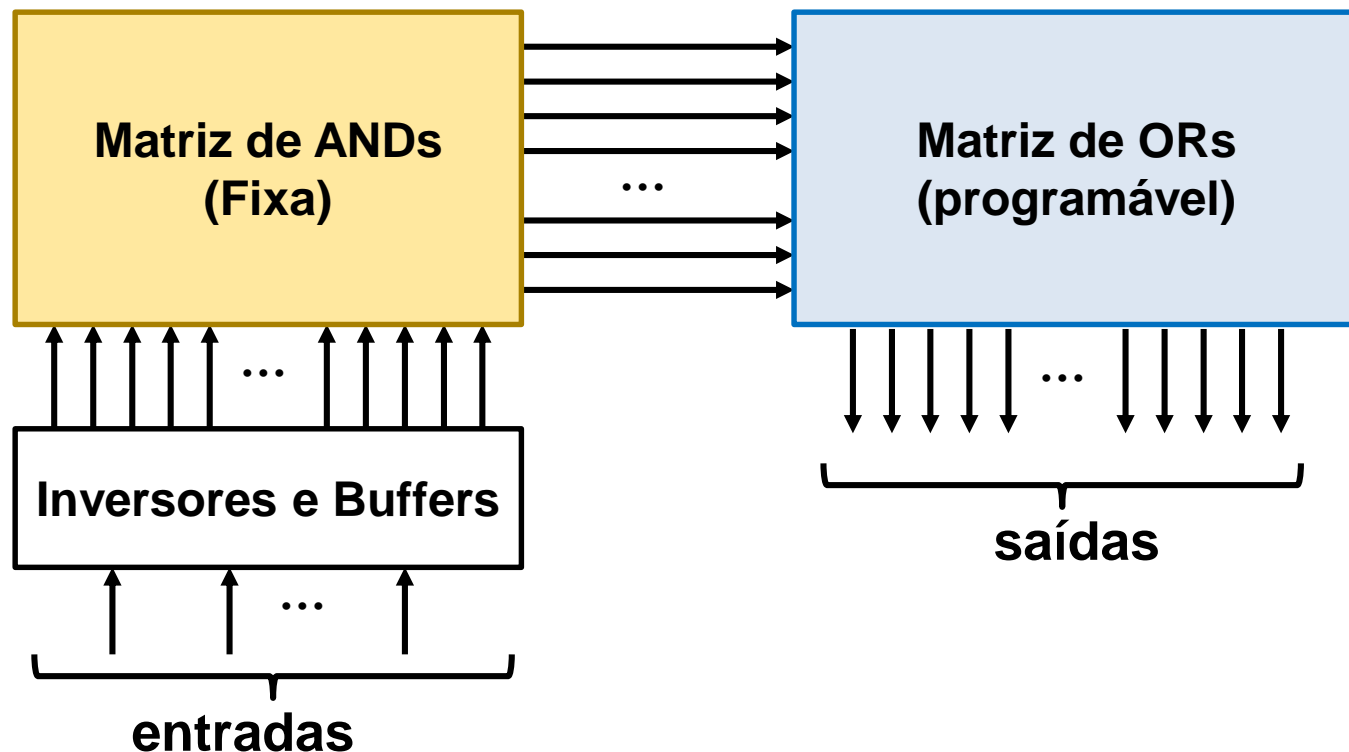 Matriz de ANDs
(Fixa)
...
Matriz de ORs
(programável)
...
...
Inversores e Buffers
saídas
...
entradas